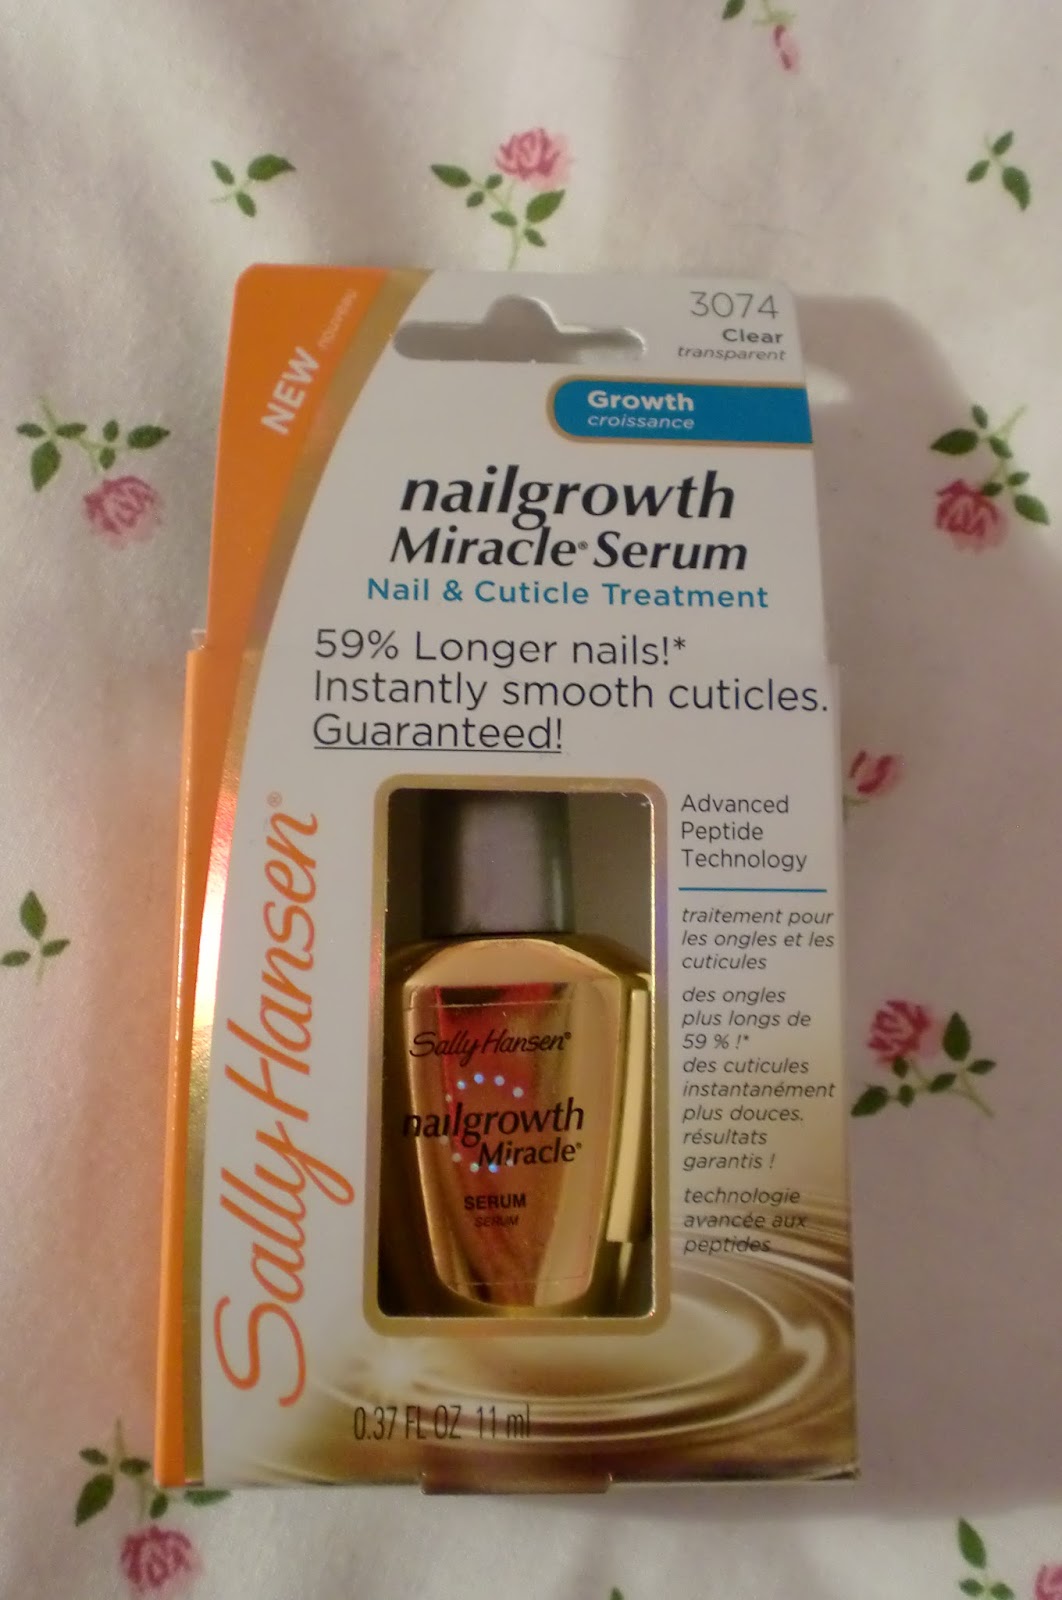 NEW nouveau
3074
Clear
transparent
Growth
croissance
nailgrowth
Miracle® Serum
Nail & Cuticle Treatment
59% Longer nails!*
Instantly smooth cuticles.
Guaranteed!
Sally Hansen®
Advanced
Peptide
Technology
traitement pour
les ongles et les
cuticules
des ongles
plus longs de
59 % !*
des cuticules
instantanément
plus douces.
résultats
garantis !
technologie
avancée aux
peptides
Sally Hansen®
nailgrowth
Miracle®
SERUM
SERUM
0.37 FL OZ 11 ml